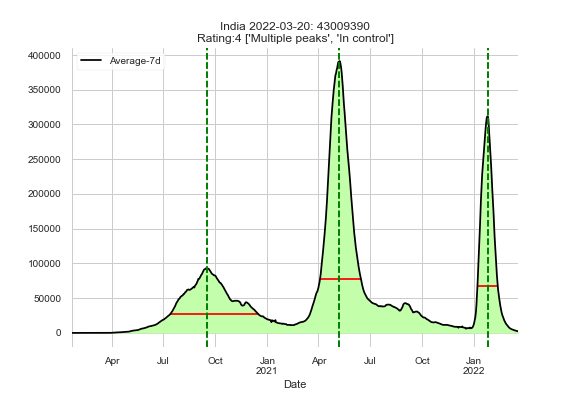 India 2022-03-20: 43009390
Rating:4 ['Multiple peaks', 'In control']
Average-7d
400000
350000
300000
250000
200000
150000
100000
50000
0
Apr Jul Oct Jan Apr Jul Oct Jan
2021 2022
Date